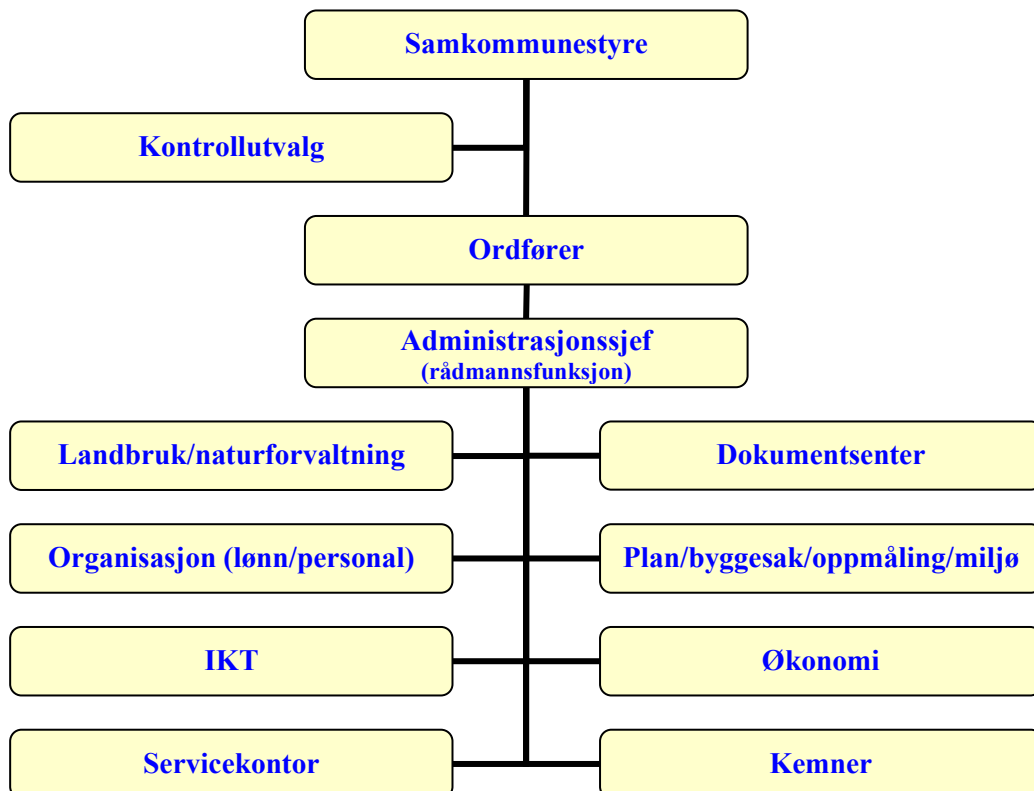 Samkommunestyre
Kontrollutvalg
Ordfører
Administrasjonssjef
(rådmannsfunksjon)
Landbruk/naturforvaltning
Dokumentsenter
Organisasjon (lønn/personal)
Plan/byggesak/oppmåling/miljø
IKT
Økonomi
Servicekontor
Kemner